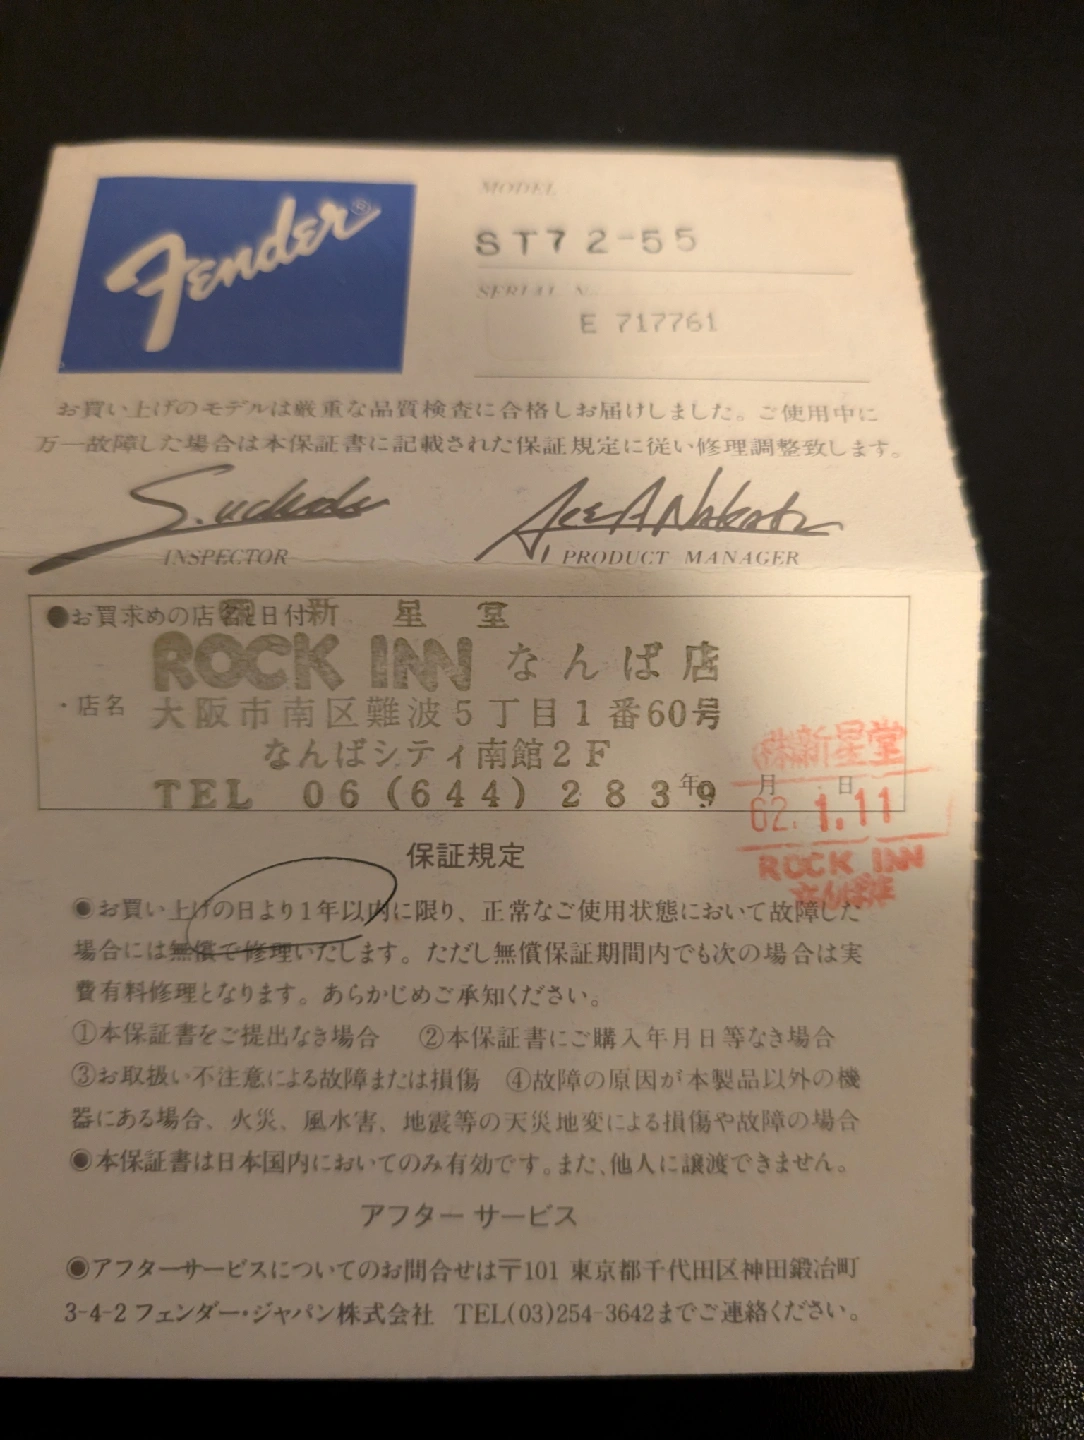 Fender®
MODEL
ST72-55
SERIAL N
E 717761
お買い上げのモデルは厳重な品質検査に合格しお届けしました。ご使用中に
万一故障した場合は本保証書に記載された保証規定に従い修理調整致します。
INSPECTOR
PRODUCT MANAGER
●お買求めの店名と日付
新星堂
ROCK INN なんば店
・店名
大阪市南区難波5丁目1番60号
なんばシティ南館2F
TEL 06(644)2839
年 月 日
㈱新星堂
62.1.11
ROCK INN
なんば店
保証規定
◉お買い上げの日より1年以内に限り、正常なご使用状態において故障した
場合には無償で修理いたします。ただし無償保証期間内でも次の場合は実
費有料修理となります。あらかじめご承知ください。
①本保証書をご提出なき場合 ②本保証書にご購入年月日等なき場合
③お取扱い不注意による故障または損傷 ④故障の原因が本製品以外の機
器にある場合、火災、風水害、地震等の天災地変による損傷や故障の場合
◉本保証書は日本国内においてのみ有効です。また、他人に譲渡できません。
アフターサービス
◉アフターサービスについてのお問合せは〒101 東京都千代田区神田鍛冶町
3-4-2 フェンダー・ジャパン株式会社 TEL(03)254-3642までご連絡ください。